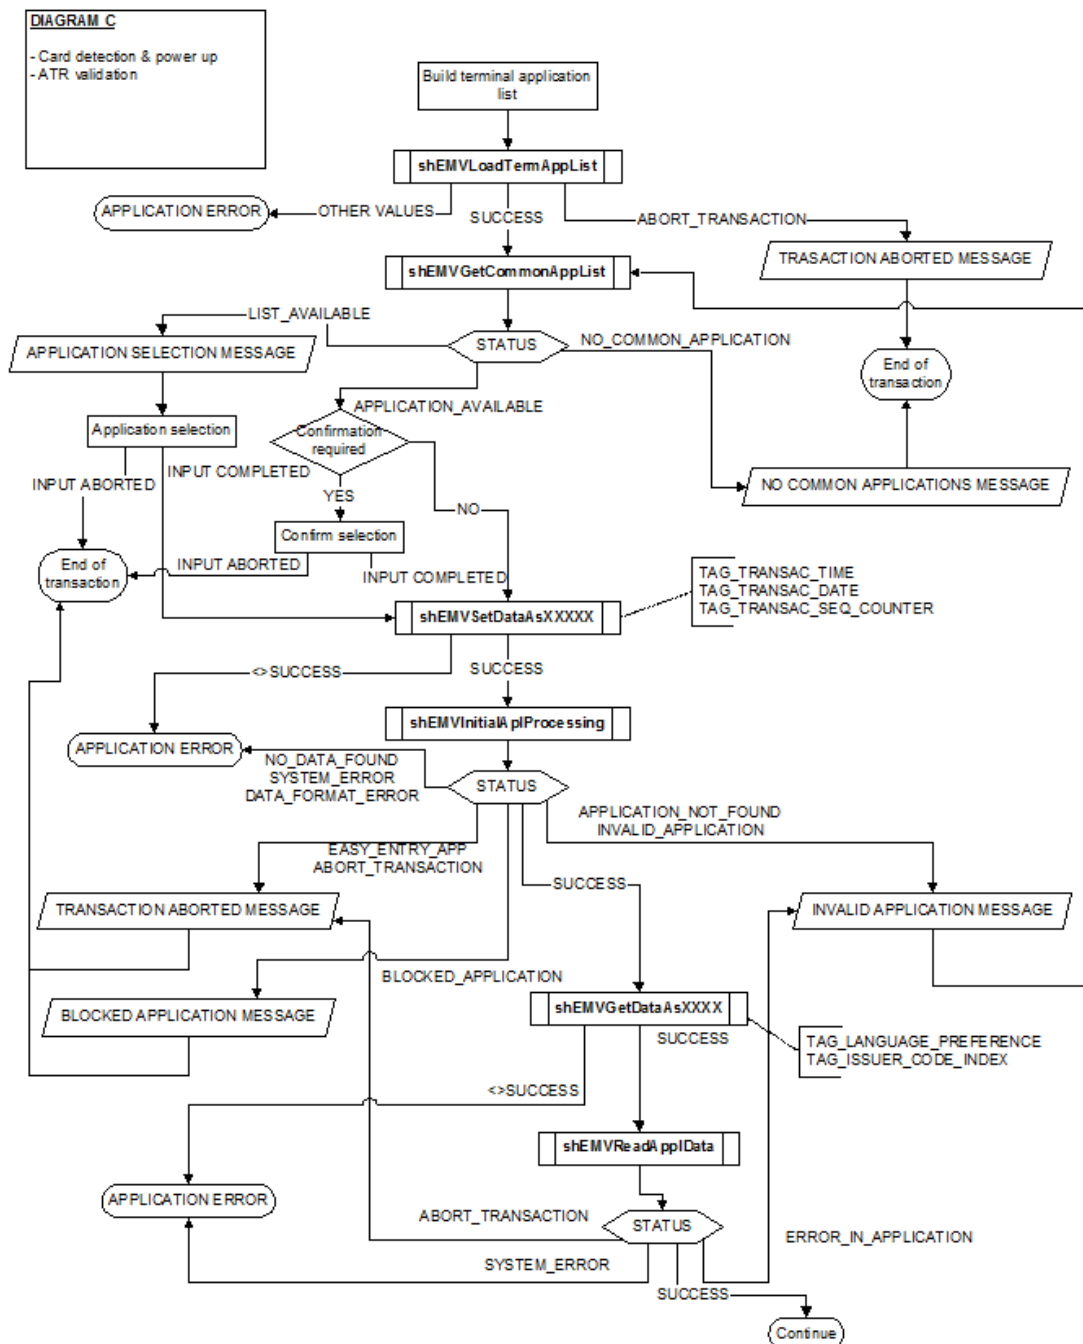 DIAGRAM C
- Card detection & power up
- ATR validation
Build terminal application
list
shEMVLoadTermAppList
APPLICATION ERROR
OTHER VALUES
SUCCESS
ABORT_TRANSACTION
TRASACTION ABORTED MESSAGE
shEMVGetCommonAppList
LIST_AVAILABLE
STATUS
NO_COMMON_APPLICATION
APPLICATION SELECTION MESSAGE
End of
transaction
APPLICATION_AVAILABLE
Application selection
Confirmation
required
INPUT COMPLETED
INPUT ABORTED
YES
NO
NO COMMON APPLICATIONS MESSAGE
Confirm selection
End of
transaction
INPUT ABORTED
INPUT COMPLETED
TAG_TRANSAC_TIME
TAG_TRANSAC_DATE
TAG_TRANSAC_SEQ_COUNTER
shEMVSetDataAsXXXXX
<>SUCCESS
SUCCESS
shEMVInitialAplProcessing
APPLICATION ERROR
NO_DATA_FOUND
SYSTEM_ERROR
DATA_FORMAT_ERROR
STATUS
APPLICATION_NOT_FOUND
INVALID_APPLICATION
EASY_ENTRY_APP
ABORT_TRANSACTION
SUCCESS
TRANSACTION ABORTED MESSAGE
INVALID APPLICATION MESSAGE
BLOCKED_APPLICATION
shEMVGetDataAsXXXX
BLOCKED APPLICATION MESSAGE
SUCCESS
TAG_LANGUAGE_PREFERENCE
TAG_ISSUER_CODE_INDEX
<>SUCCESS
shEMVReadApplData
APPLICATION ERROR
ABORT_TRANSACTION
STATUS
ERROR_IN_APPLICATION
SYSTEM_ERROR
SUCCESS
Continue